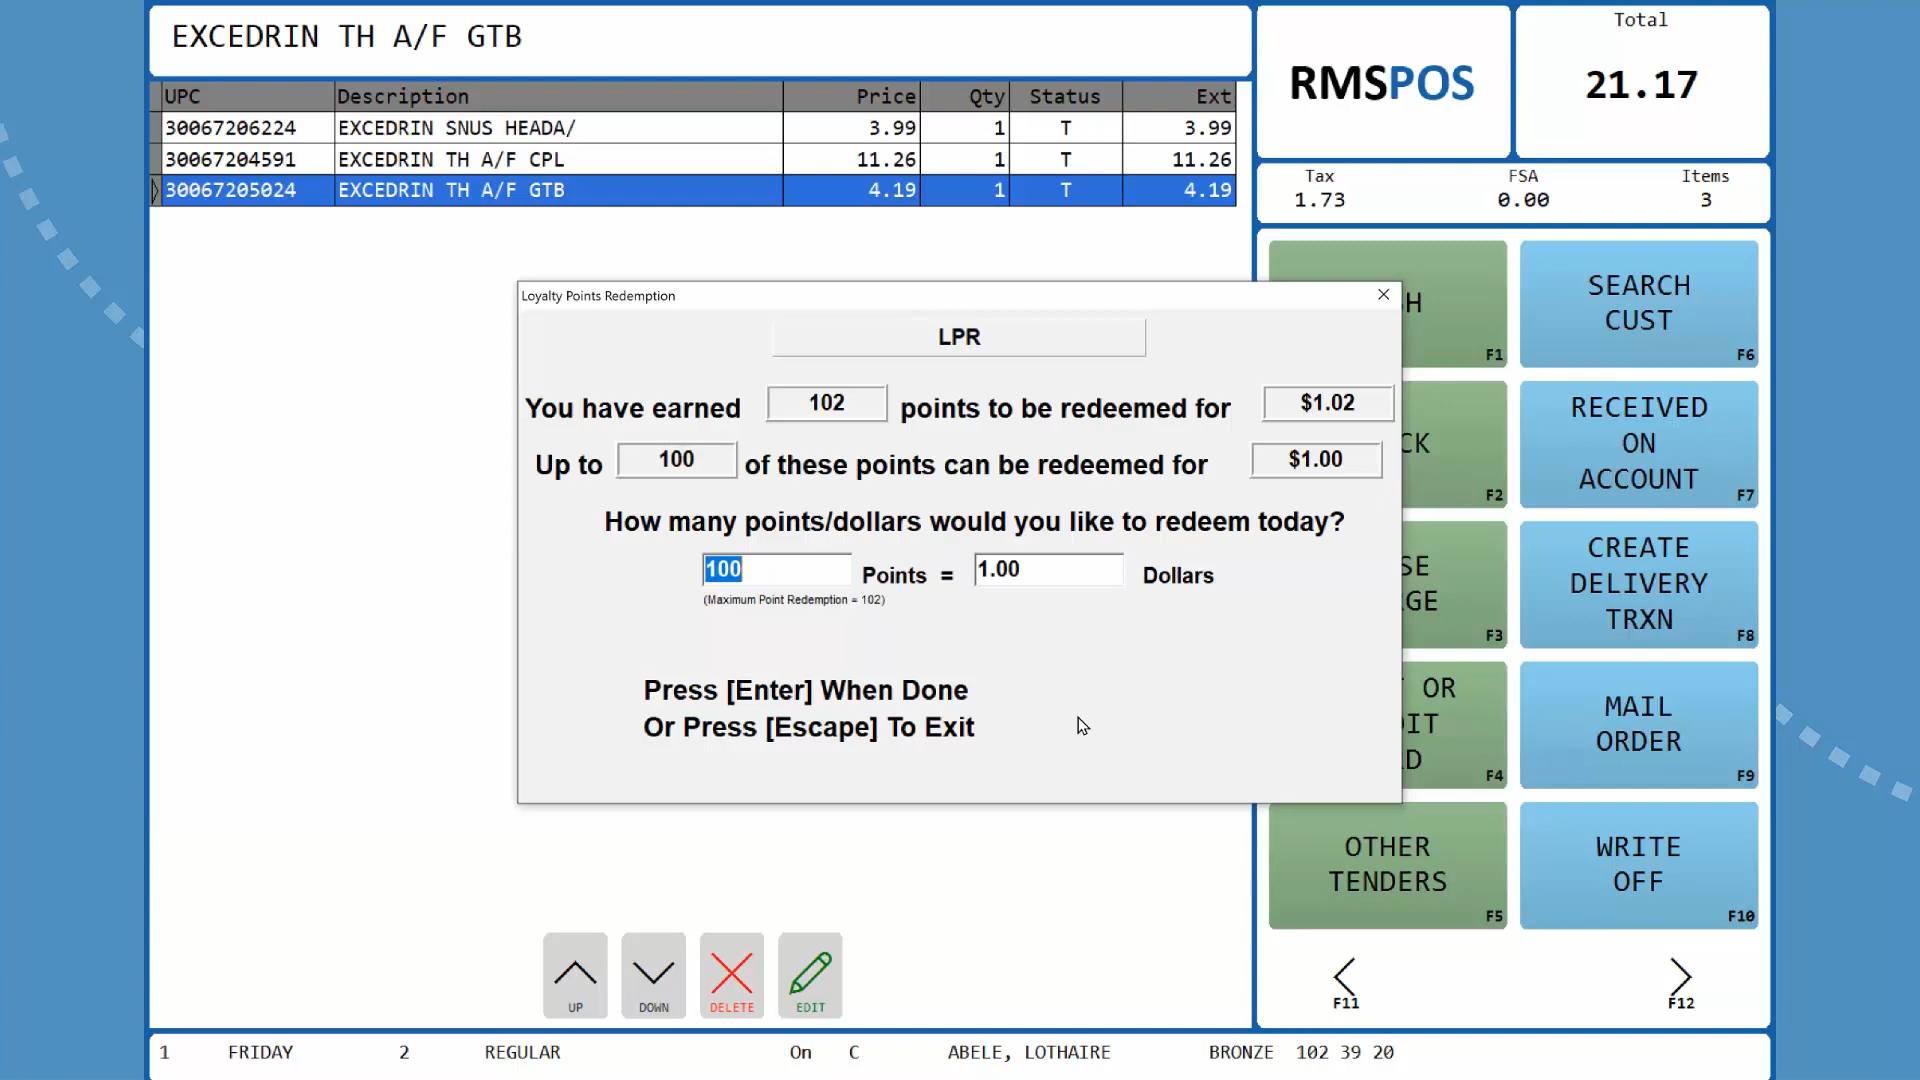 EXCEDRIN TH A/F GTB
UPC Description Price Qty Status Ext
30067206224 EXCEDRIN SNUS HEADA/ 3.99 1 T 3.99
30067204591 EXCEDRIN TH A/F CPL 11.26 1 T 11.26
30067205024 EXCEDRIN TH A/F GTB 4.19 1 T 4.19
RMSPOS
Total
21.17
Tax FSA Items
1.73 0.00 3
Loyalty Points Redemption
LPR
You have earned 102 points to be redeemed for $1.02
Up to 100 of these points can be redeemed for $1.00
How many points/dollars would you like to redeem today?
100 Points = 1.00 Dollars
(Maximum Point Redemption = 102)
Press [Enter] When Done
Or Press [Escape] To Exit
H
F1
SEARCH
CUST
F6
CK
F2
RECEIVED
ON
ACCOUNT
F7
SE
GE
F3
CREATE
DELIVERY
TRXN
F8
OR
IT
D
F4
MAIL
ORDER
F9
OTHER
TENDERS
F5
WRITE
OFF
F10
F11
F12
UP
DOWN
DELETE
EDIT
1 FRIDAY 2 REGULAR On C ABELE, LOTHAIRE BRONZE 102 39 20